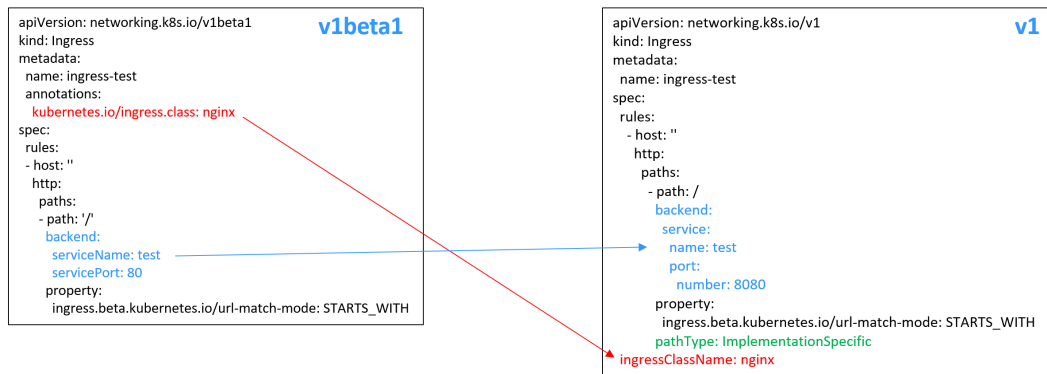 v1beta1
apiVersion: networking.k8s.io/v1beta1
kind: Ingress
metadata:
name: ingress-test
annotations:
kubernetes.io/ingress.class: nginx
spec:
rules:
- host: ''
http:
paths:
- path: '/'
backend:
serviceName: test
servicePort: 80
property:
ingress.beta.kubernetes.io/url-match-mode: STARTS_WITH
v1
apiVersion: networking.k8s.io/v1
kind: Ingress
metadata:
name: ingress-test
spec:
rules:
- host: ''
http:
paths:
- path: /
backend:
service:
name: test
port:
number: 8080
property:
ingress.beta.kubernetes.io/url-match-mode: STARTS_WITH
pathType: ImplementationSpecific
ingressClassName: nginx